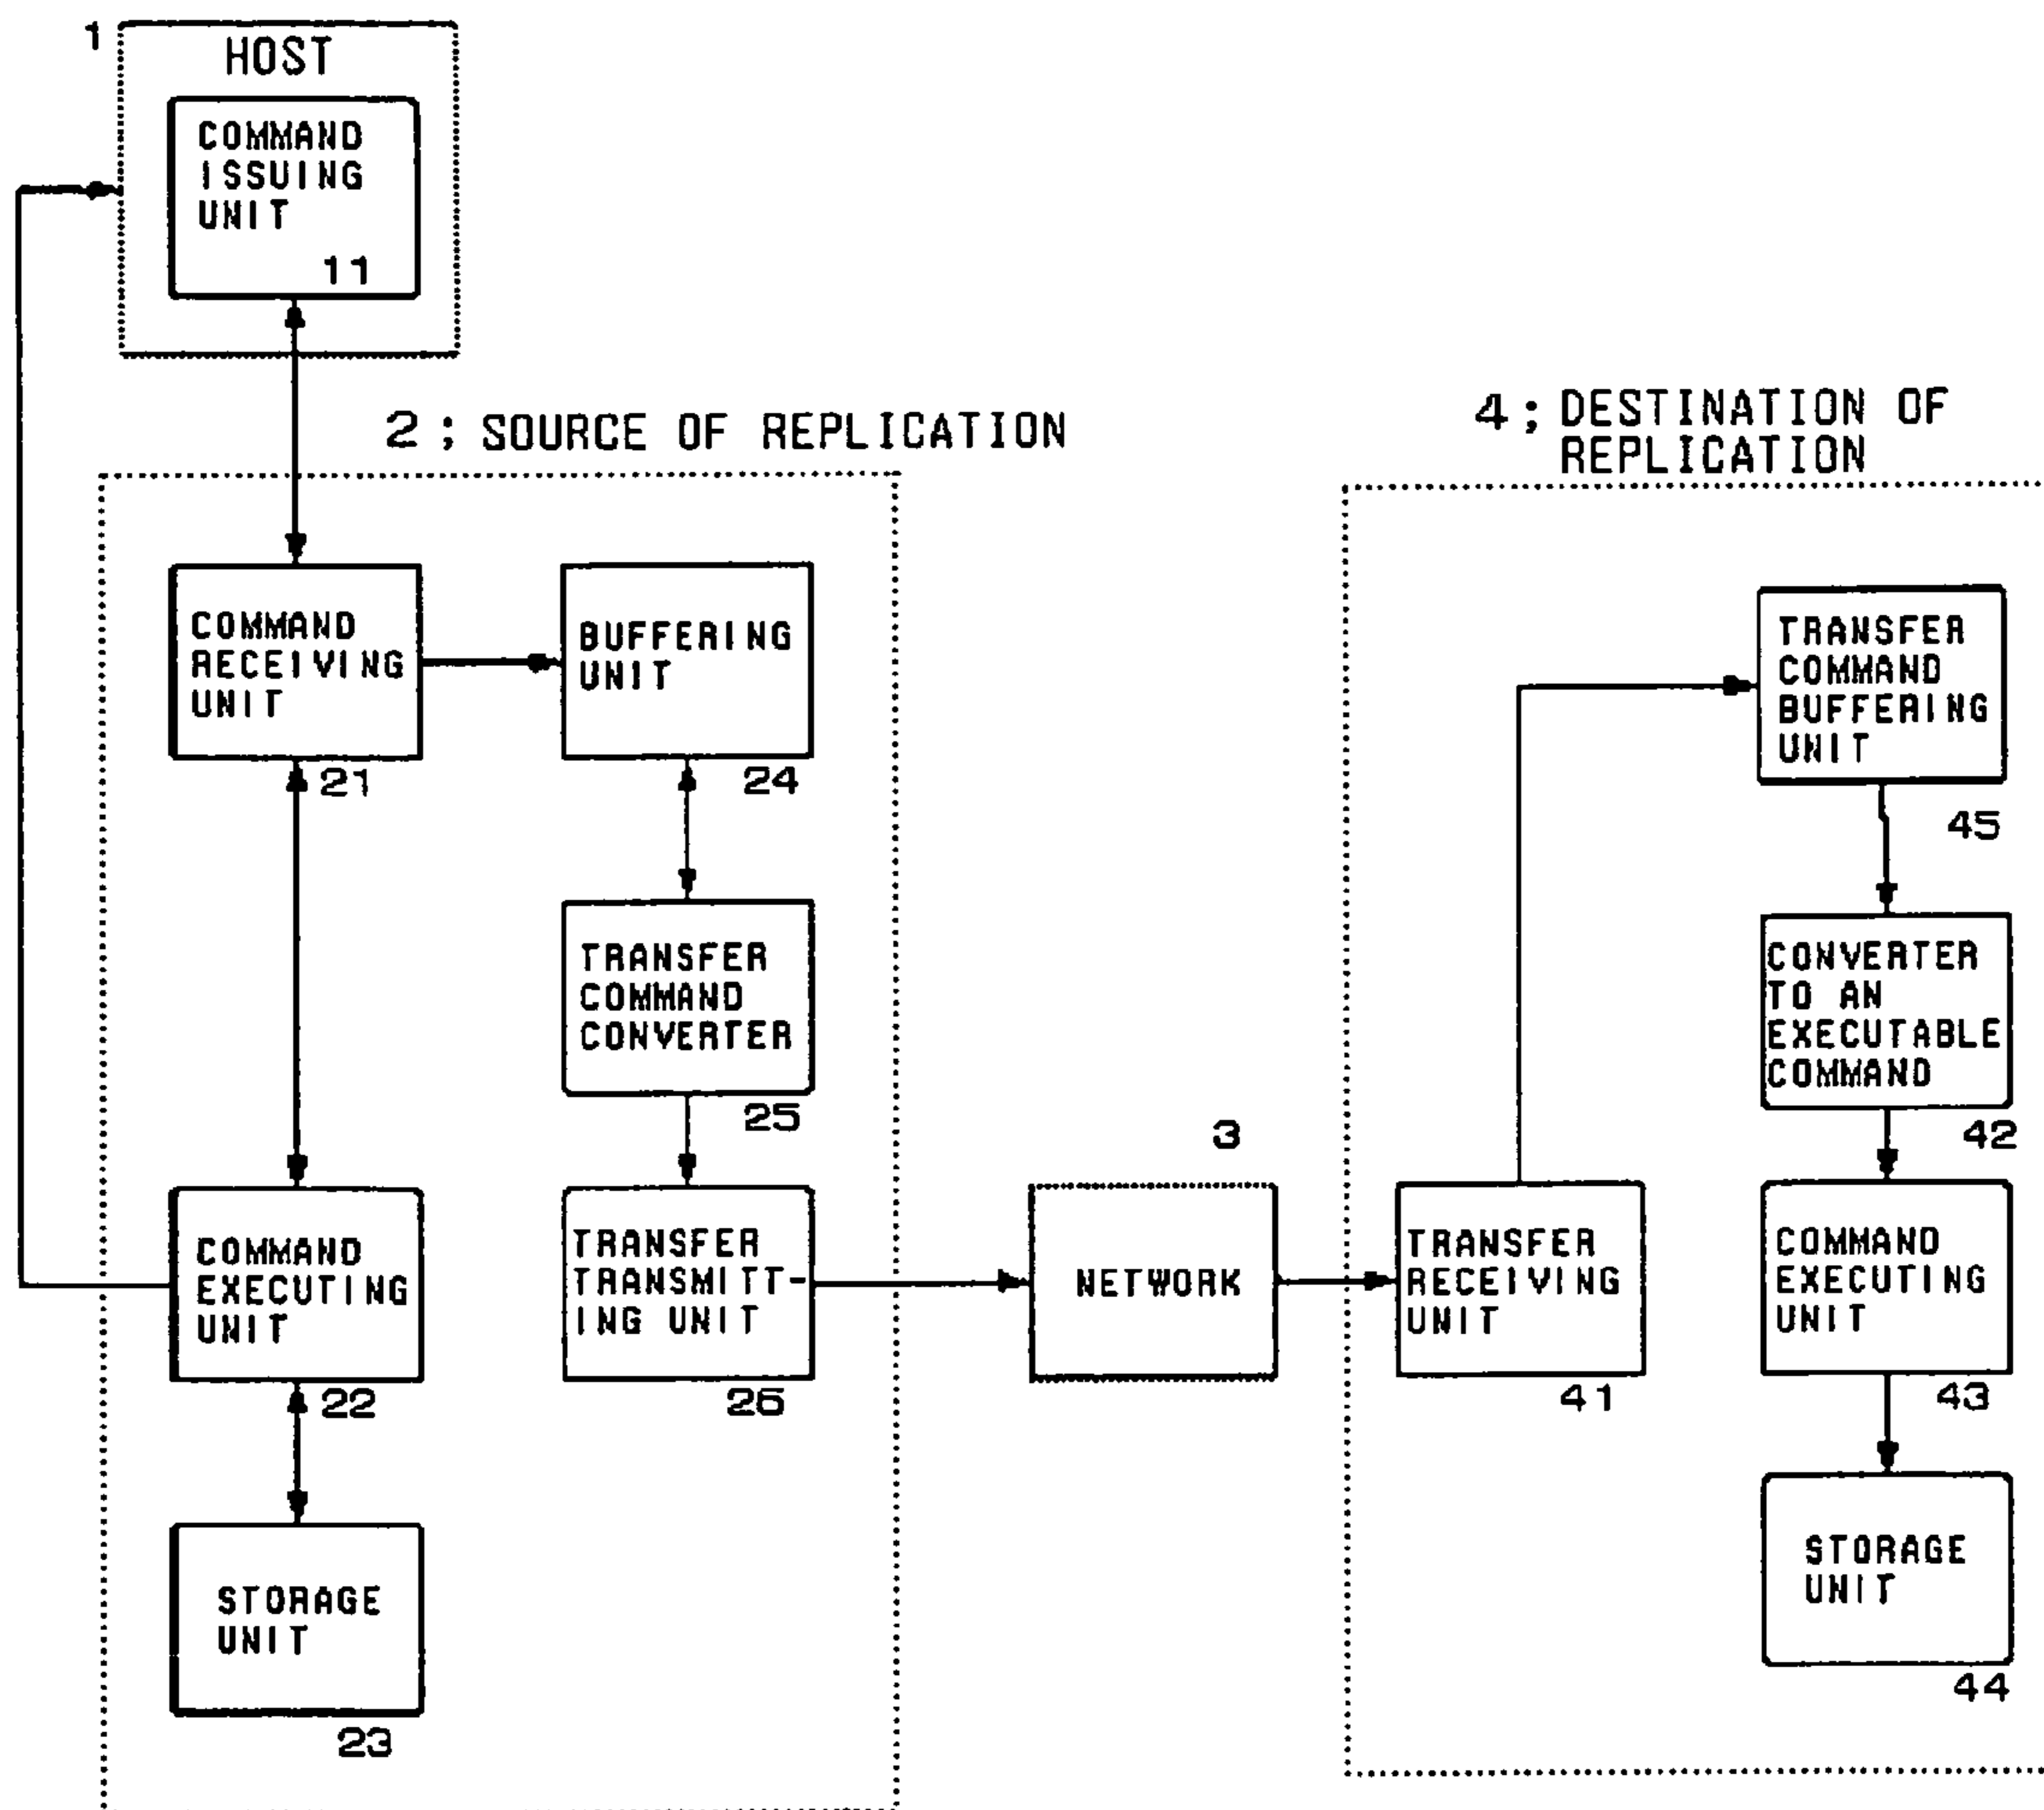 1
HOST
COMMAND
ISSUING
UNIT
11
2 ; SOURCE OF REPLICATION
4 ; DESTINATION OF
REPLICATION
COMMAND
RECEIVING
UNIT
21
BUFFERING
UNIT
24
TRANSFER
COMMAND
CONVERTER
25
COMMAND
EXECUTING
UNIT
22
TRANSFER
TRANSMITT-
ING UNIT
26
STORAGE
UNIT
23
3
NETWORK
TRANSFER
RECEIVING
UNIT
41
TRANSFER
COMMAND
BUFFERING
UNIT
45
CONVERTER
TO AN
EXECUTABLE
COMMAND
42
COMMAND
EXECUTING
UNIT
43
STORAGE
UNIT
44